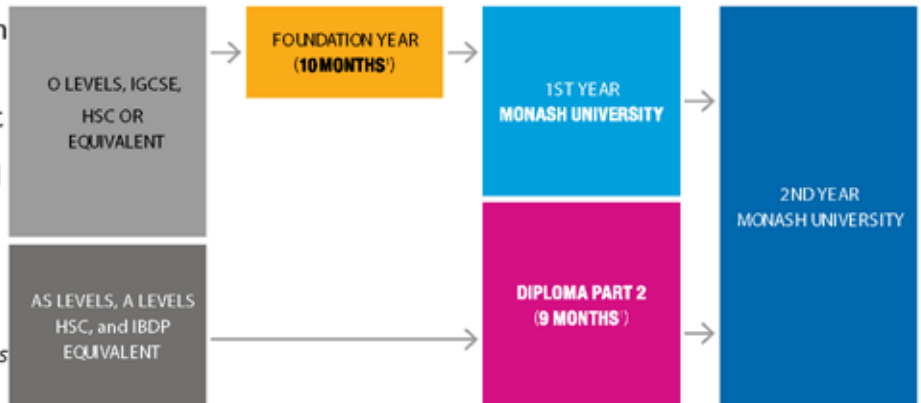 O LEVELS, IGCSE,
HSC OR
EQUIVALENT
FOUNDATION YEAR
(10 MONTHS¹)
1ST YEAR
MONASH UNIVERSITY
2ND YEAR
MONASH UNIVERSITY
AS LEVELS, A LEVELS
HSC, and IBDP
EQUIVALENT
DIPLOMA PART 2
(9 MONTHS¹)